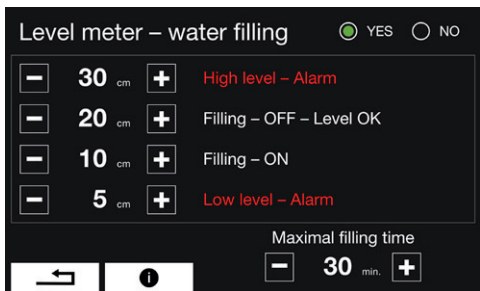 Level meter – water filling YES NO
− 30 cm + High level – Alarm
− 20 cm + Filling – OFF – Level OK
− 10 cm + Filling – ON
− 5 cm + Low level – Alarm
Maximal filling time
i − 30 min. +